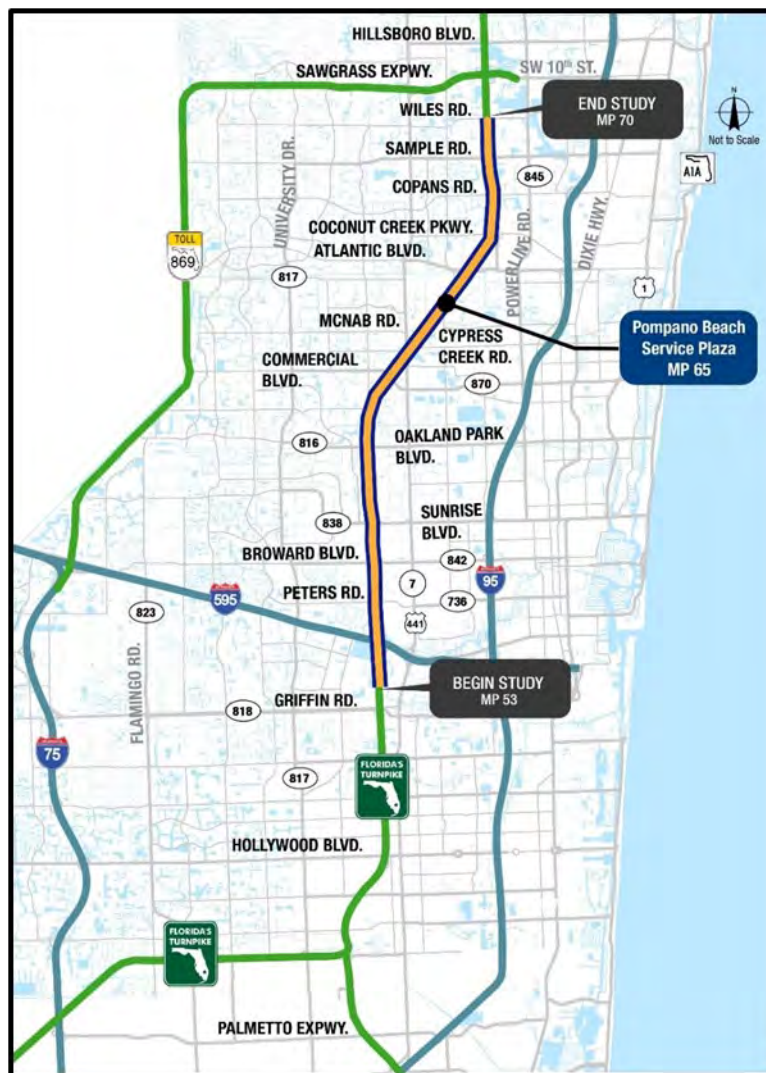 HILLSBORO BLVD.
SAWGRASS EXPWY.
SW 10th ST.
N
WILES RD.
END STUDY
MP 70
Not to Scale
SAMPLE RD.
845
A1A
COPANS RD.
UNIVERSITY DR.
COCONUT CREEK PKWY.
ATLANTIC BLVD.
POWERLINE RD.
DIXIE HWY.
TOLL
869
817
1
MCNAB RD.
Pompano Beach
Service Plaza
MP 65
CYPRESS
CREEK RD.
COMMERCIAL
BLVD.
870
816
OAKLAND PARK
BLVD.
838
SUNRISE
BLVD.
BROWARD BLVD.
842
95
7
PETERS RD.
595
736
823
441
FLAMINGO RD.
BEGIN STUDY
MP 53
GRIFFIN RD.
818
75
817
FLORIDA'S
TURNPIKE
HOLLYWOOD BLVD.
FLORIDA'S
TURNPIKE
PALMETTO EXPWY.